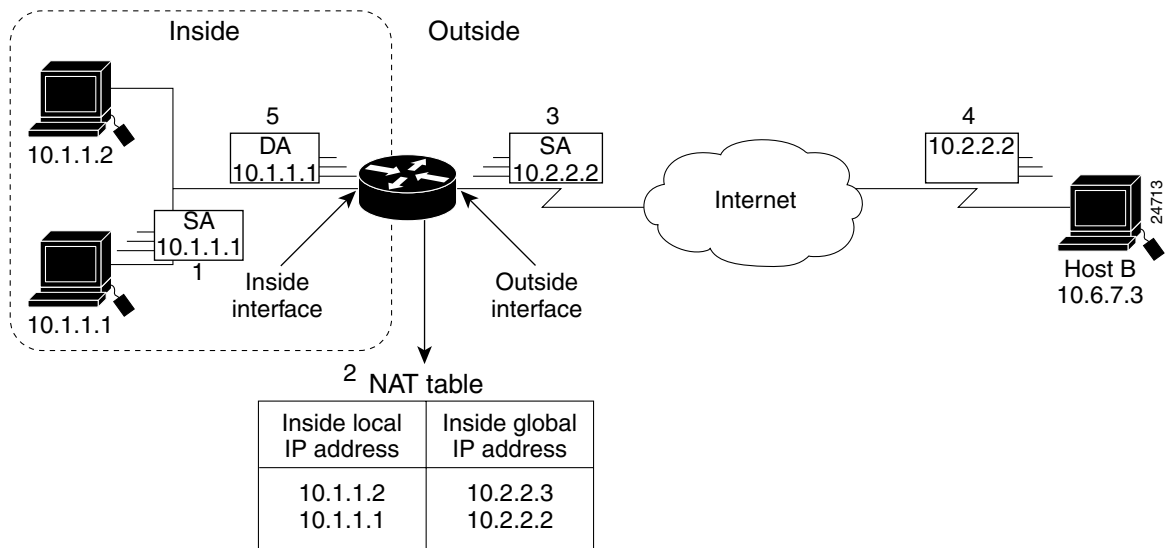 Inside
Outside
10.1.1.2
5
DA
10.1.1.1
3
SA
10.2.2.2
4
10.2.2.2
Internet
SA
10.1.1.1
1
10.1.1.1
Inside
interface
Outside
interface
Host B
10.6.7.3
24713
2
NAT table
Inside local
IP address
Inside global
IP address
10.1.1.2
10.2.2.3
10.1.1.1
10.2.2.2